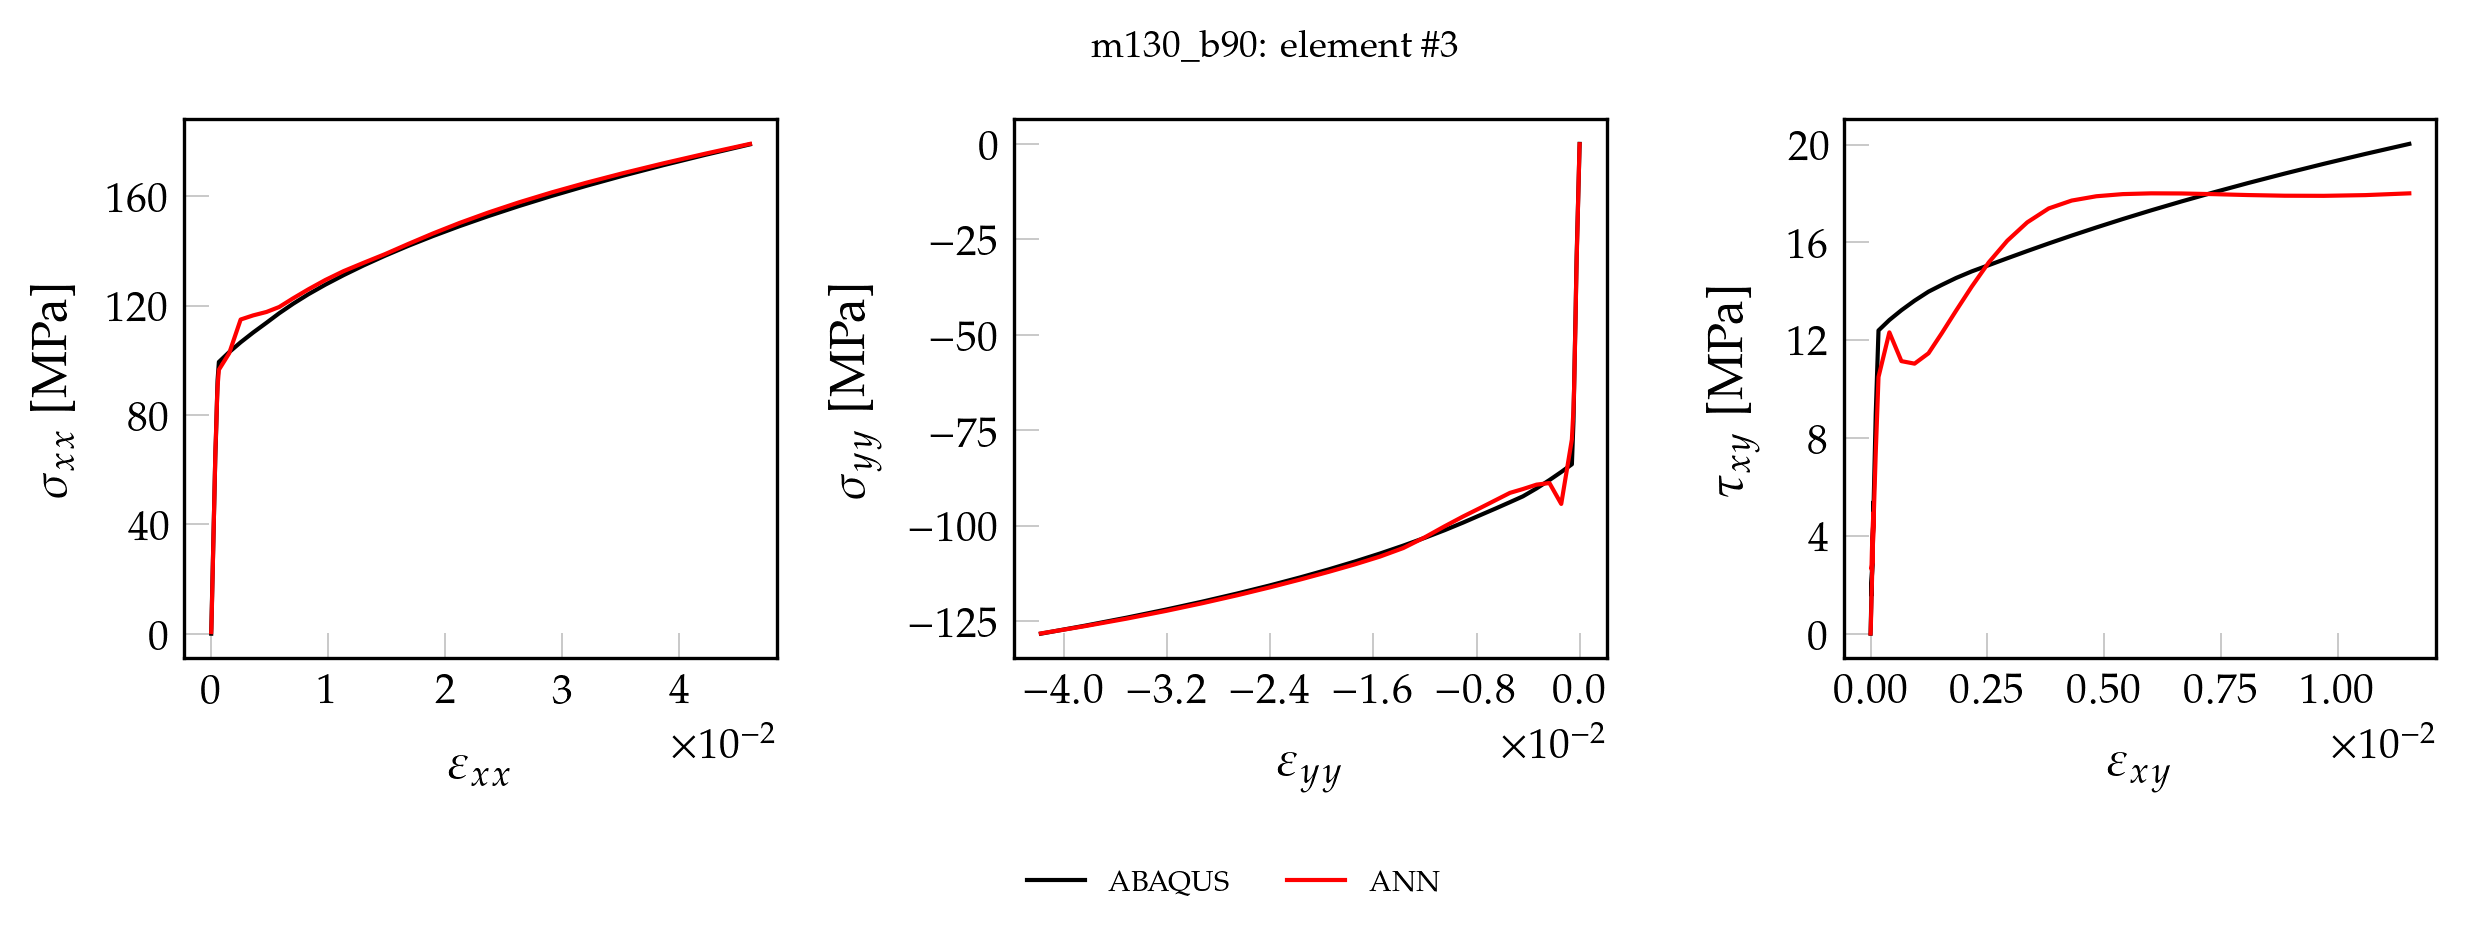 m130_b90: element #3
σxx [MPa]
160
120
80
40
0
0 1 2 3 4
×10−2
εxx
σyy [MPa]
0
−25
−50
−75
−100
−125
−4.0 −3.2 −2.4 −1.6 −0.8 0.0
×10−2
εyy
τxy [MPa]
20
16
12
8
4
0
0.00 0.25 0.50 0.75 1.00
×10−2
εxy
ABAQUS ANN